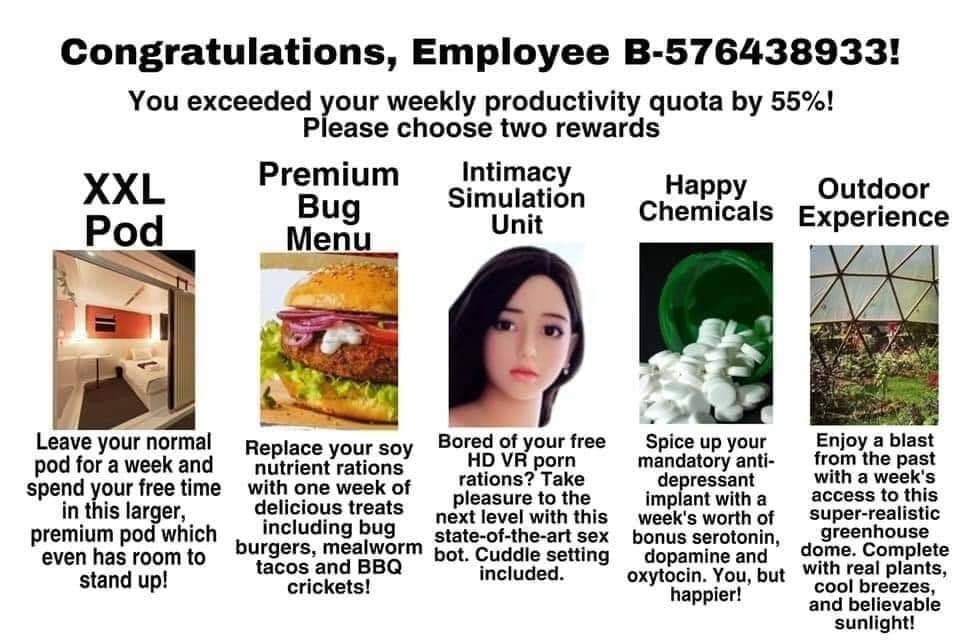 Congratulations, Employee B-576438933!
You exceeded your weekly productivity quota by 55%!
Please choose two rewards
XXL
Pod
Leave your normal
pod for a week and
spend your free time
in this larger,
premium pod which
even has room to
stand up!
Premium
Bug
Menu
Replace your soy
nutrient rations
with one week of
delicious treats
including bug
burgers, mealworm
tacos and BBQ
crickets!
Intimacy
Simulation
Unit
Bored of your free
HD VR porn
rations? Take
pleasure to the
next level with this
state-of-the-art sex
bot. Cuddle setting
included.
Happy
Chemicals
Spice up your
mandatory anti-
depressant
implant with a
week's worth of
bonus serotonin,
dopamine and
oxytocin. You, but
happier!
Outdoor
Experience
Enjoy a blast
from the past
with a week's
access to this
super-realistic
greenhouse
dome. Complete
with real plants,
cool breezes,
and believable
sunlight!